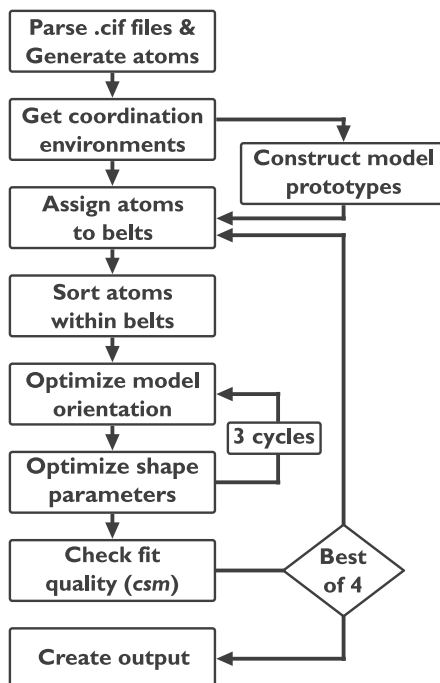 Parse .cif files &
Generate atoms
Get coordination
environments
Construct model
prototypes
Assign atoms
to belts
Sort atoms
within belts
Optimize model
orientation
3 cycles
Optimize shape
parameters
Check fit
quality (csm)
Best
of 4
Create output